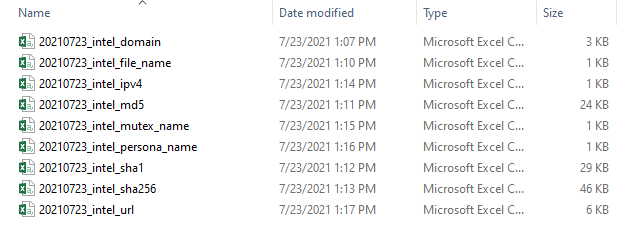 Name Date modified Type Size
20210723_intel_domain 7/23/2021 1:07 PM Microsoft Excel C... 3 KB
20210723_intel_file_name 7/23/2021 1:10 PM Microsoft Excel C... 1 KB
20210723_intel_ipv4 7/23/2021 1:14 PM Microsoft Excel C... 1 KB
20210723_intel_md5 7/23/2021 1:11 PM Microsoft Excel C... 24 KB
20210723_intel_mutex_name 7/23/2021 1:15 PM Microsoft Excel C... 1 KB
20210723_intel_persona_name 7/23/2021 1:16 PM Microsoft Excel C... 1 KB
20210723_intel_sha1 7/23/2021 1:12 PM Microsoft Excel C... 29 KB
20210723_intel_sha256 7/23/2021 1:13 PM Microsoft Excel C... 46 KB
20210723_intel_url 7/23/2021 1:17 PM Microsoft Excel C... 6 KB